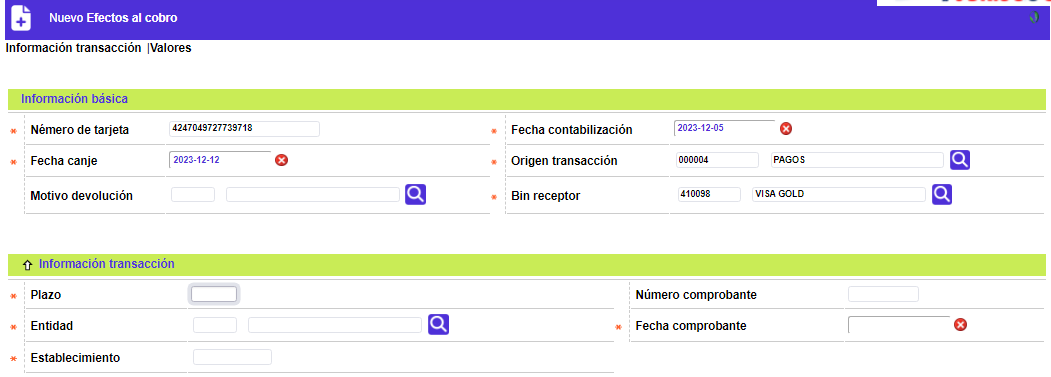 Nuevo Efectos al cobro
Información transacción |Valores
Información básica
* Némero de tarjeta 4247049727739718 * Fecha contabilización 2023-12-05
* Fecha canje 2023-12-12 * Origen transacción 000004 PAGOS
Motivo devolución * Bin receptor 410098 VISA GOLD
Información transacción
* Plazo Número comprobante
* Entidad * Fecha comprobante
* Establecimiento